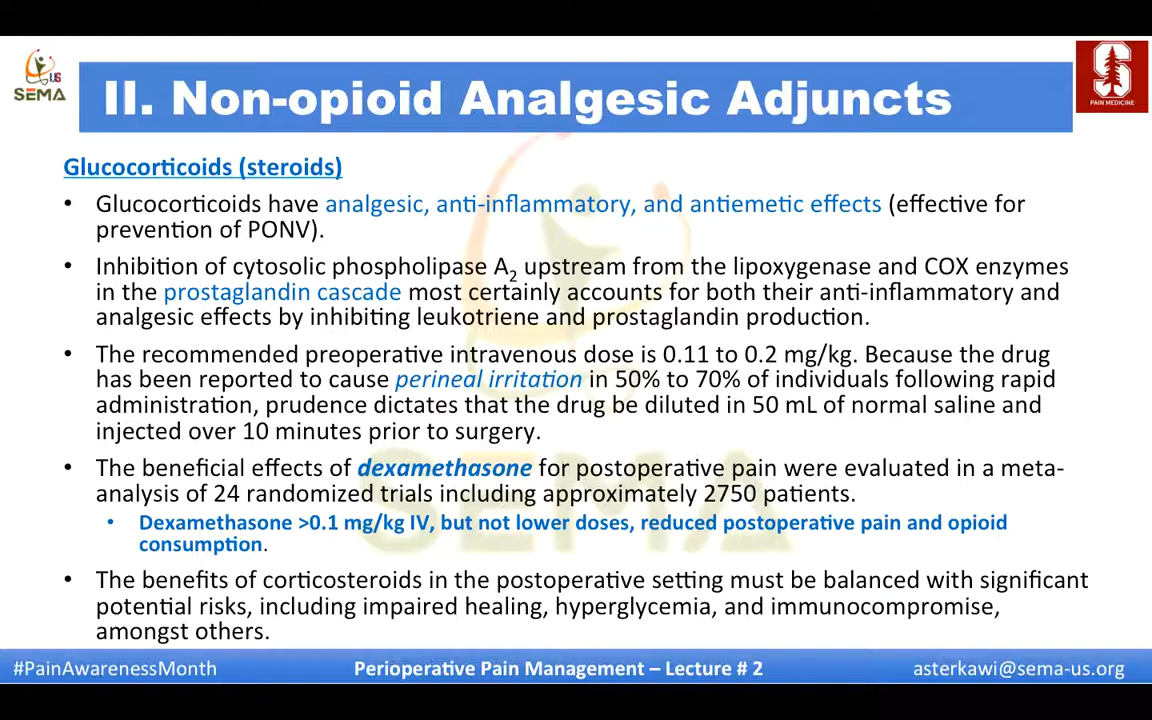 US
SEMA
II. Non-opioid Analgesic Adjuncts
PAIN MEDICINE
Glucocorticoids (steroids)
• Glucocorticoids have analgesic, anti-inflammatory, and antiemetic effects (effective for
prevention of PONV).
• Inhibition of cytosolic phospholipase A2 upstream from the lipoxygenase and COX enzymes
in the prostaglandin cascade most certainly accounts for both their anti-inflammatory and
analgesic effects by inhibiting leukotriene and prostaglandin production.
• The recommended preoperative intravenous dose is 0.11 to 0.2 mg/kg. Because the drug
has been reported to cause perineal irritation in 50% to 70% of individuals following rapid
administration, prudence dictates that the drug be diluted in 50 mL of normal saline and
injected over 10 minutes prior to surgery.
• The beneficial effects of dexamethasone for postoperative pain were evaluated in a meta-
analysis of 24 randomized trials including approximately 2750 patients.
• Dexamethasone >0.1 mg/kg IV, but not lower doses, reduced postoperative pain and opioid
consumption.
• The benefits of corticosteroids in the postoperative setting must be balanced with significant
potential risks, including impaired healing, hyperglycemia, and immunocompromise,
amongst others.
SEMA
#PainAwarenessMonth
Perioperative Pain Management – Lecture # 2
asterkawi@sema-us.org